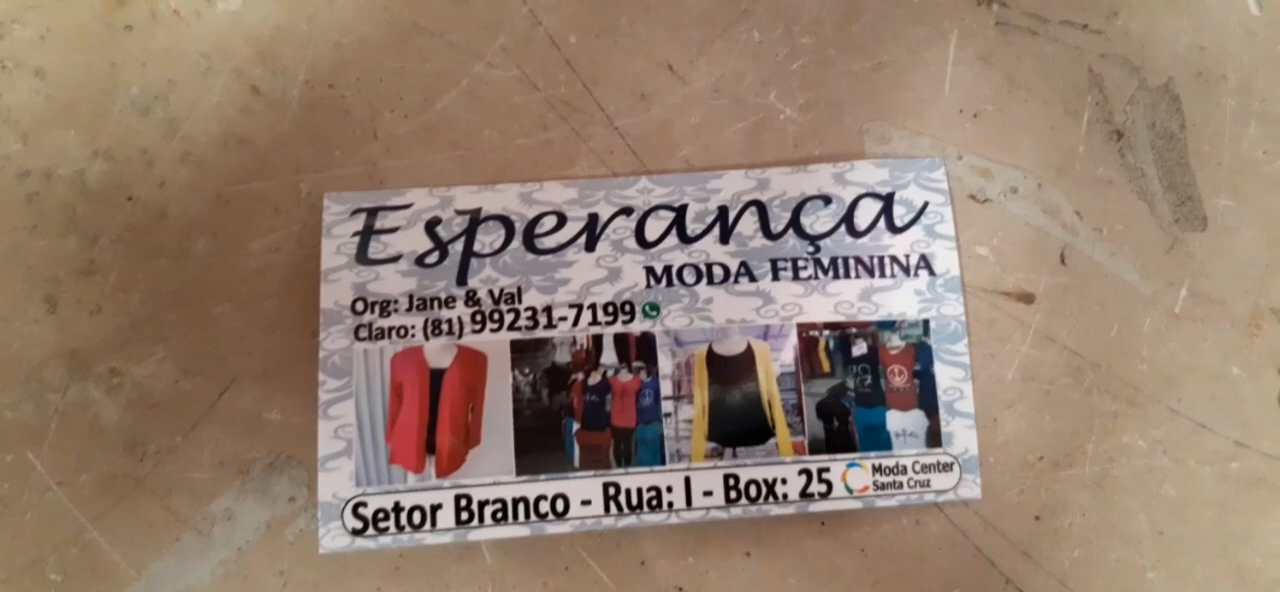 Esperança
MODA FEMININA
Org: Jane & Val
Claro: (81) 99231-7199
Setor Branco - Rua: I - Box: 25
Moda Center
Santa Cruz